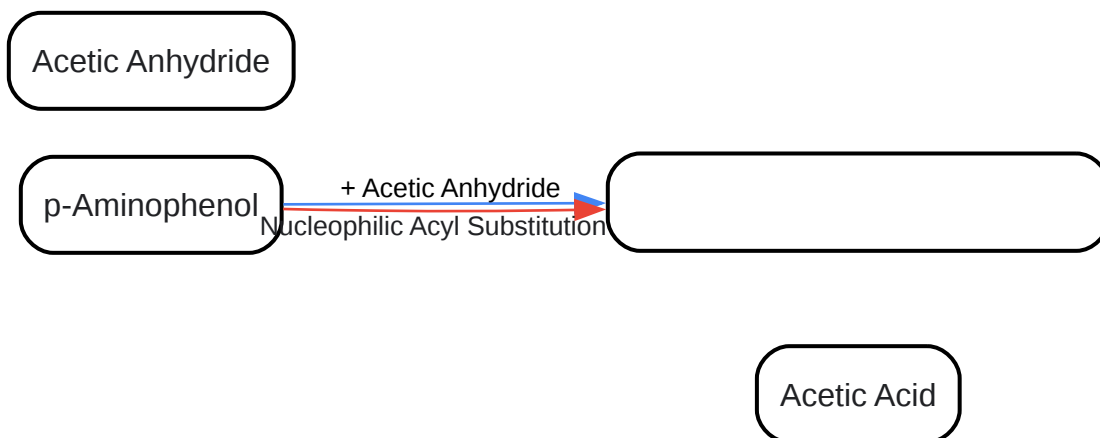 Acetic Anhydride
p-Aminophenol
+ Acetic Anhydride
Nucleophilic Acyl Substitution
Acetic Acid